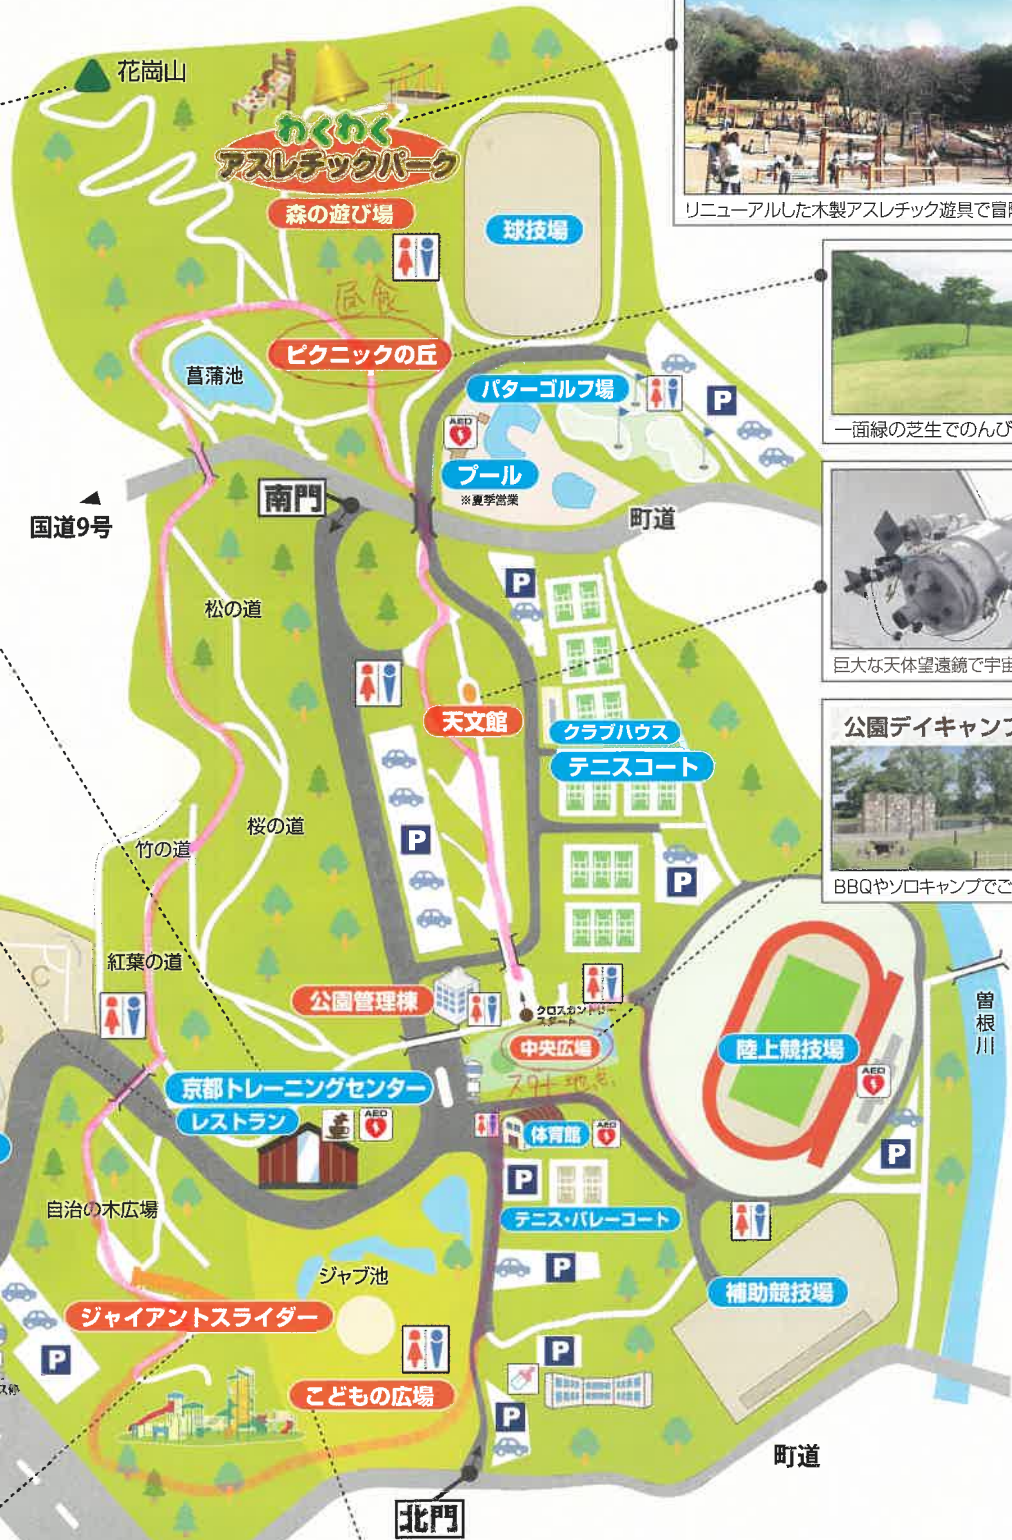 花崗山
わくわく
アスレチックパーク
森の遊び場
球技場
リニューアルした木製アスレチック遊具で冒
昼食
ピクニックの丘
菖蒲池
パターゴルフ場
P
一面緑の芝生でのんび
AED
プール
※夏季営業
南門
町道
国道9号
P
松の道
巨大な天体望遠鏡で宇宙
天文館
クラブハウス
テニスコート
公園デイキャンプ
桜の道
P
竹の道
P
BBQやソロキャンプでご
紅葉の道
C
公園管理棟
クロスカントリー
スタート
曽根川
中央広場
陸上競技場
スタート地点
AED
京都トレーニングセンター
レストラン
AED
体育館
AED
P
P
自治の木広場
テニス・バレーコート
ジャブ池
P
補助競技場
ジャイアントスライダー
P
P
ス停
こどもの広場
P
町道
北門